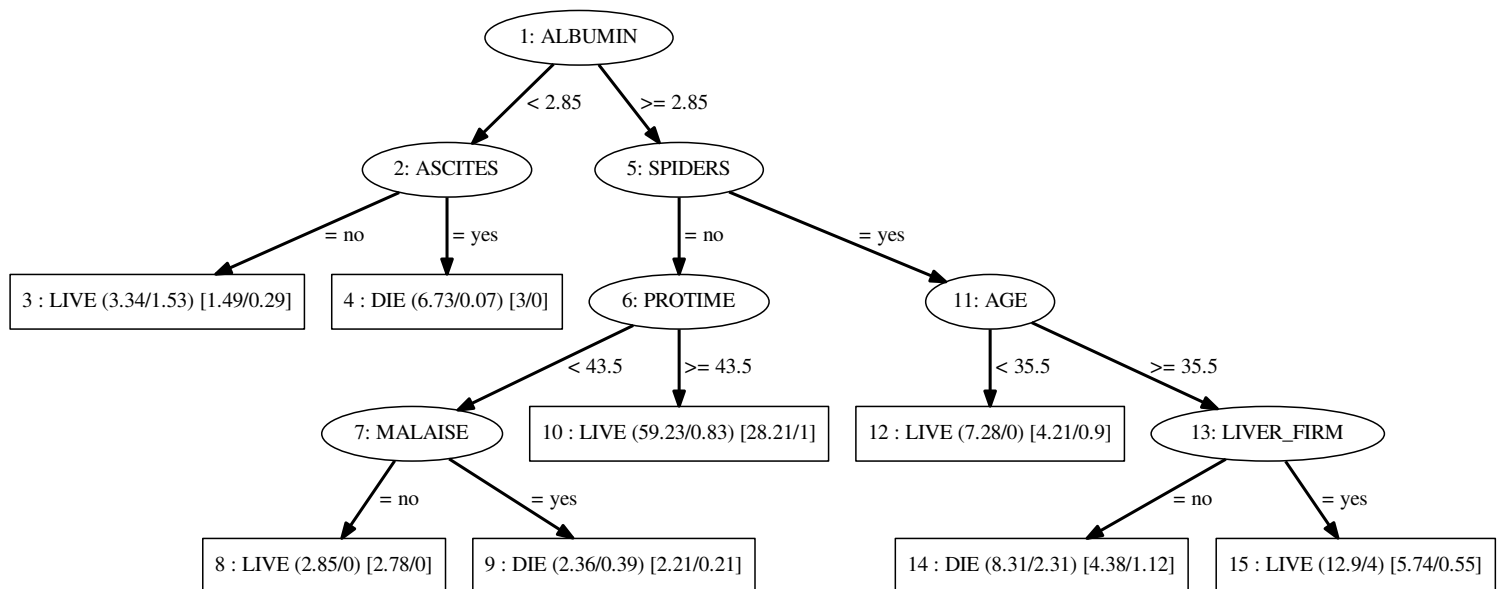 1: ALBUMIN
< 2.85
>= 2.85
2: ASCITES
5: SPIDERS
= no
= yes
= no
= yes
3 : LIVE (3.34/1.53) [1.49/0.29]
4 : DIE (6.73/0.07) [3/0]
6: PROTIME
11: AGE
< 43.5
>= 43.5
< 35.5
>= 35.5
7: MALAISE
10 : LIVE (59.23/0.83) [28.21/1]
12 : LIVE (7.28/0) [4.21/0.9]
13: LIVER_FIRM
= no
= yes
= no
= yes
8 : LIVE (2.85/0) [2.78/0]
9 : DIE (2.36/0.39) [2.21/0.21]
14 : DIE (8.31/2.31) [4.38/1.12]
15 : LIVE (12.9/4) [5.74/0.55]